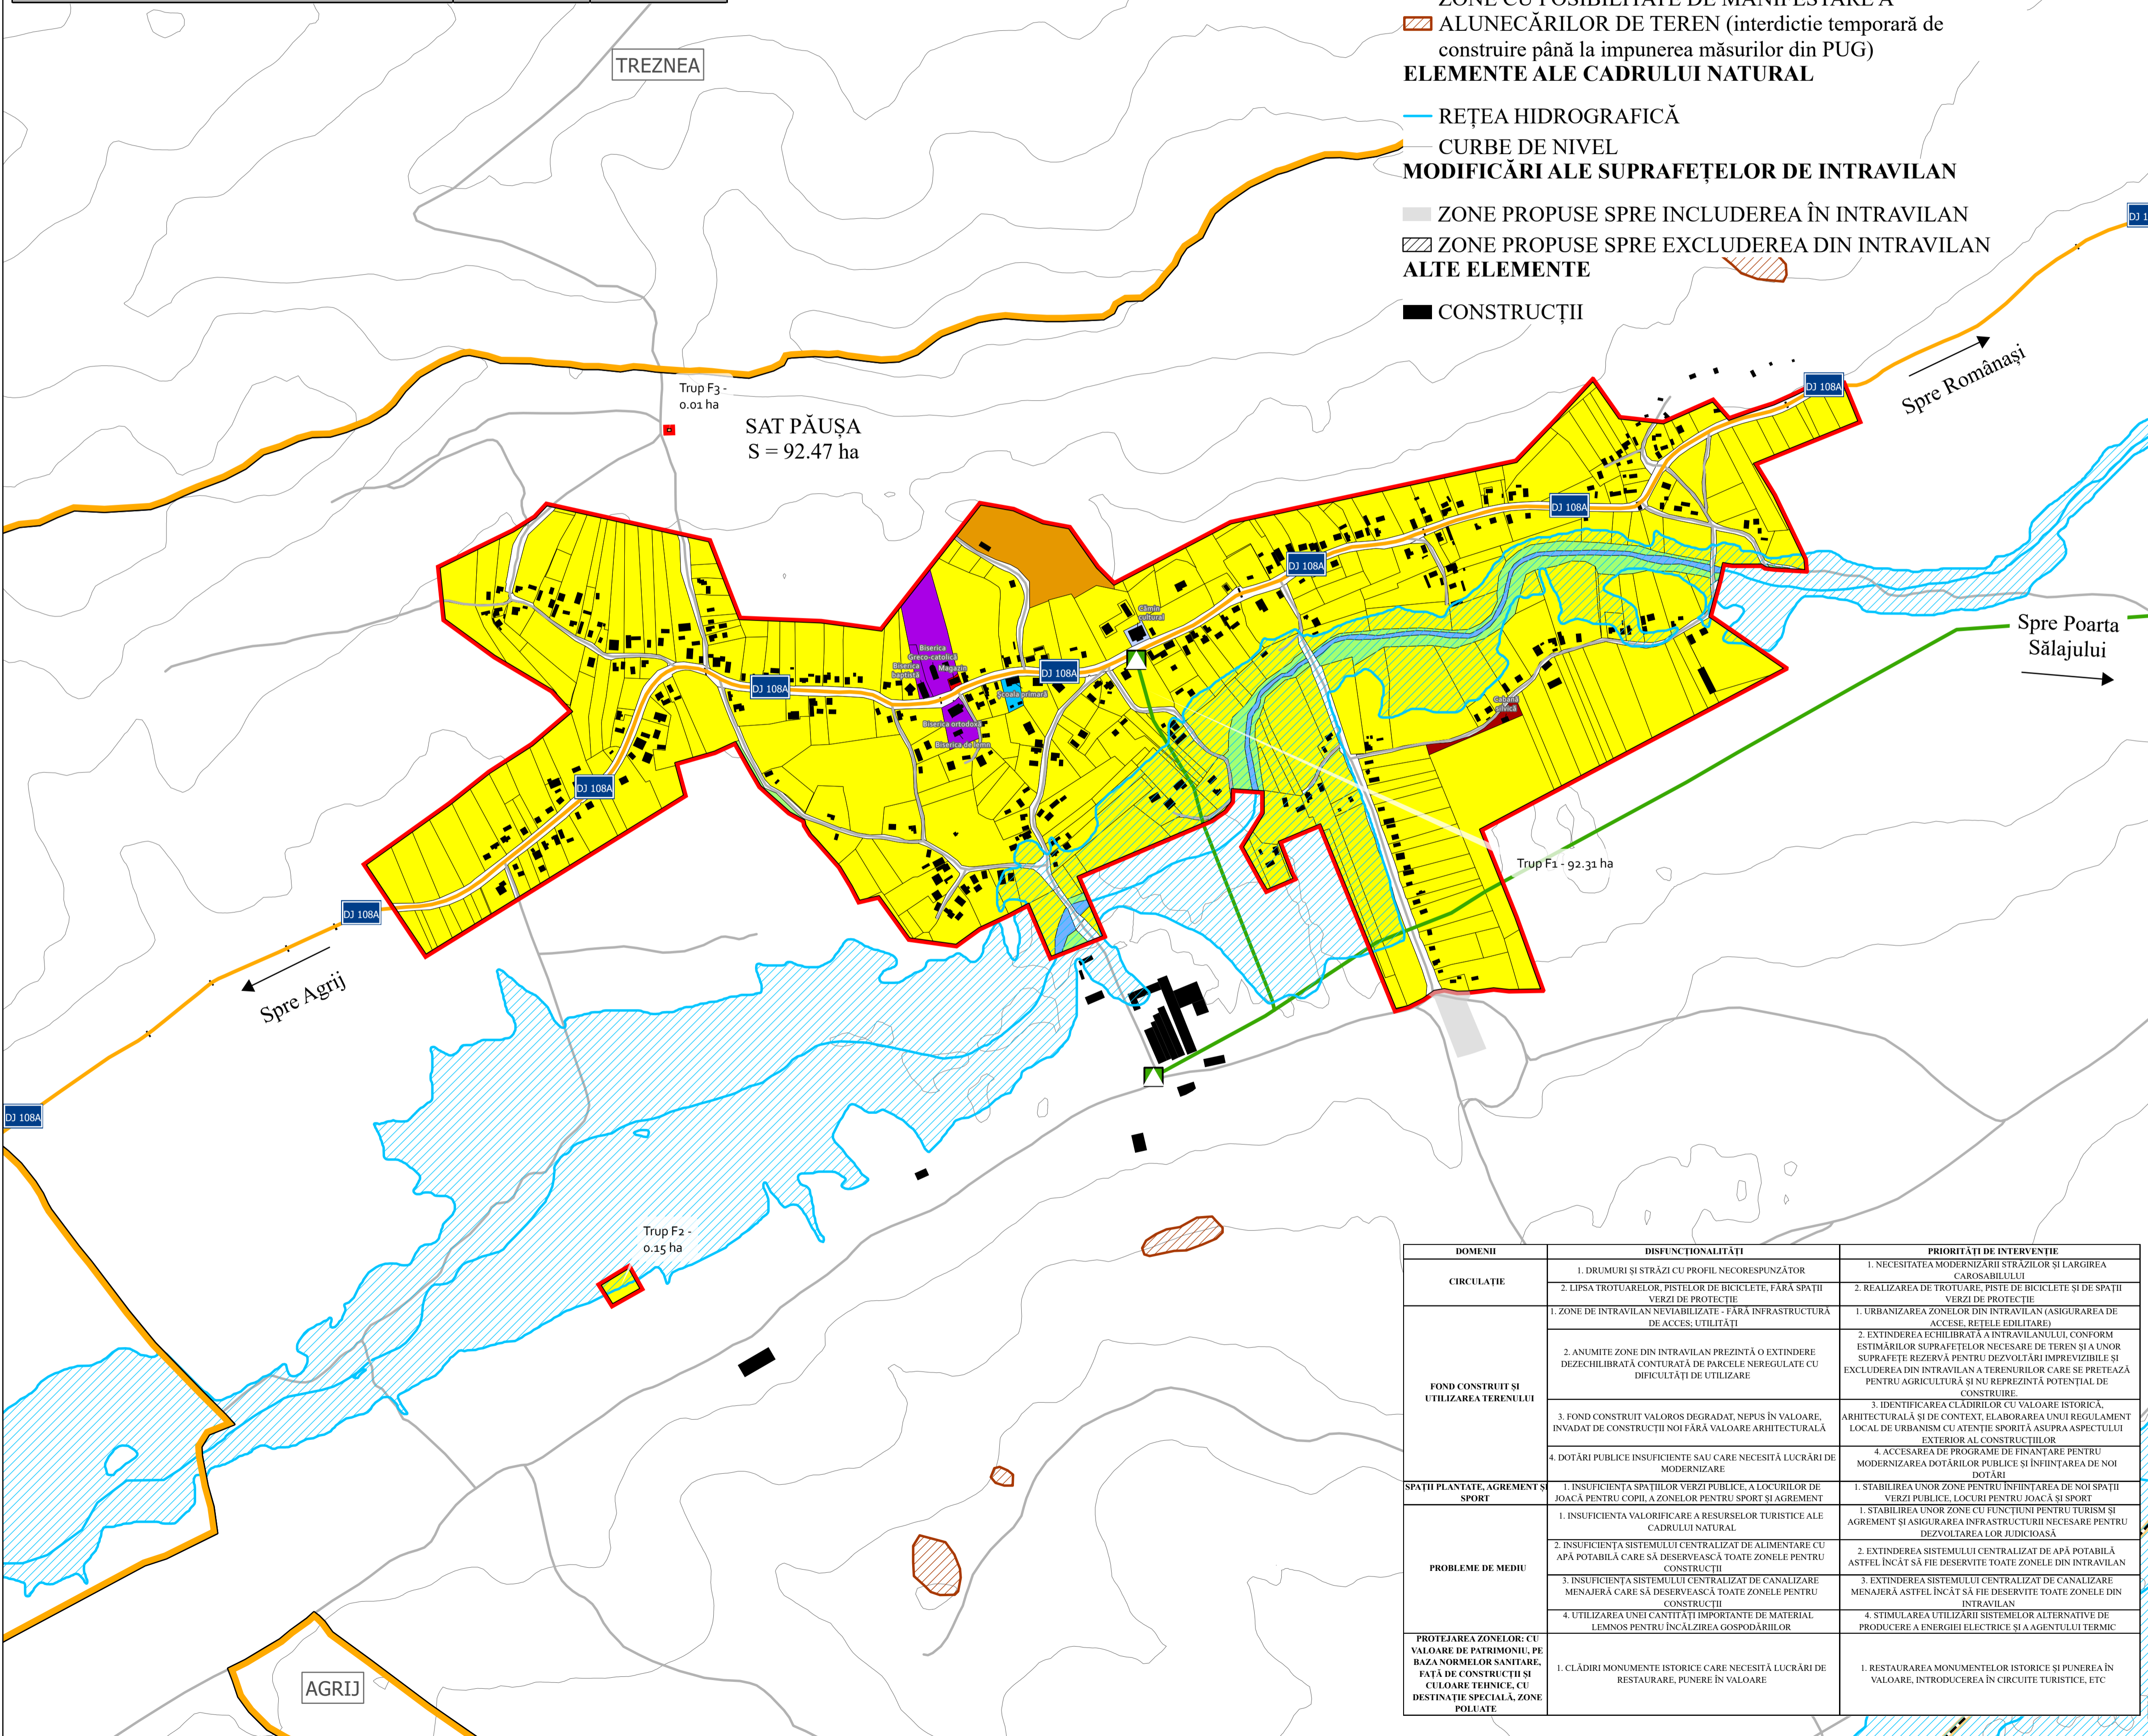 ZONE CU POSIBILITATE DE MANIFESTARE A
ALUNECĂRILOR DE TEREN (interdictie temporară de
construire până la impunerea măsurilor din PUG)
ELEMENTE ALE CADRULUI NATURAL
REȚEA HIDROGRAFICĂ
CURBE DE NIVEL
MODIFICĂRI ALE SUPRAFEȚELOR DE INTRAVILAN
ZONE PROPUSE SPRE INCLUDEREA ÎN INTRAVILAN
ZONE PROPUSE SPRE EXCLUDEREA DIN INTRAVILAN
ALTE ELEMENTE
CONSTRUCȚII
TREZNEA
DJ 1
Trup F3 -
0.01 ha
SAT PĂUȘA
S = 92.47 ha
DJ 108A
Spre Românași
DJ 108A
DJ 108A
Cămin
cultural
Spre Poarta
Sălajului
Biserica
Greco-catolică
Biserica
baptistă
Magazin
DJ 108A
DJ 108A
Școala primară
Biserica ortodoxă
Biserica de lemn
silvică
DJ 108A
Trup F1 - 92.31 ha
DJ 108A
Spre Agrij
DJ 108A
Trup F2 -
0.15 ha
AGRIJ
DOMENII
DISFUNCȚIONALITĂȚI
PRIORITĂȚI DE INTERVENȚIE
CIRCULAȚIE
1. DRUMURI ȘI STRĂZI CU PROFIL NECORESPUNZĂTOR
1. NECESITATEA MODERNIZĂRII STRĂZILOR ȘI LARGIREA
CAROSABILULUI
2. LIPSA TROTUARELOR, PISTELOR DE BICICLETE, FĂRĂ SPAȚII
VERZI DE PROTECȚIE
2. REALIZAREA DE TROTUARE, PISTE DE BICICLETE ȘI DE SPAȚII
VERZI DE PROTECȚIE
FOND CONSTRUIT ȘI
UTILIZAREA TERENULUI
1. ZONE DE INTRAVILAN NEVIABILIZATE - FĂRĂ INFRASTRUCTURĂ
DE ACCES; UTILITĂȚI
1. URBANIZAREA ZONELOR DIN INTRAVILAN (ASIGURAREA DE
ACCESE, REȚELE EDILITARE)
2. ANUMITE ZONE DIN INTRAVILAN PREZINTĂ O EXTINDERE
DEZECHILIBRATĂ CONTURATĂ DE PARCELE NEREGULATE CU
DIFICULTĂȚI DE UTILIZARE
2. EXTINDEREA ECHILIBRATĂ A INTRAVILANULUI, CONFORM
ESTIMĂRILOR SUPRAFEȚELOR NECESARE DE TEREN ȘI A UNOR
SUPRAFEȚE REZERVĂ PENTRU DEZVOLTĂRI IMPREVIZIBILE ȘI
EXCLUDEREA DIN INTRAVILAN A TERENURILOR CARE SE PRETEAZĂ
PENTRU AGRICULTURĂ ȘI NU REPREZINTĂ POTENȚIAL DE
CONSTRUIRE.
3. FOND CONSTRUIT VALOROS DEGRADAT, NEPUS ÎN VALOARE,
INVADAT DE CONSTRUCȚII NOI FĂRĂ VALOARE ARHITECTURALĂ
3. IDENTIFICAREA CLĂDIRILOR CU VALOARE ISTORICĂ,
ARHITECTURALĂ ȘI DE CONTEXT, ELABORAREA UNUI REGULAMENT
LOCAL DE URBANISM CU ATENȚIE SPORITĂ ASUPRA ASPECTULUI
EXTERIOR AL CONSTRUCȚIILOR
4. DOTĂRI PUBLICE INSUFICIENTE SAU CARE NECESITĂ LUCRĂRI DE
MODERNIZARE
4. ACCESAREA DE PROGRAME DE FINANȚARE PENTRU
MODERNIZAREA DOTĂRILOR PUBLICE ȘI ÎNFIINȚAREA DE NOI
DOTĂRI
SPAȚII PLANTATE, AGREMENT ȘI
SPORT
1. INSUFICIENȚA SPAȚIILOR VERZI PUBLICE, A LOCURILOR DE
JOACĂ PENTRU COPII, A ZONELOR PENTRU SPORT ȘI AGREMENT
1. STABILIREA UNOR ZONE PENTRU ÎNFIINȚAREA DE NOI SPAȚII
VERZI PUBLICE, LOCURI PENTRU JOACĂ ȘI SPORT
PROBLEME DE MEDIU
1. INSUFICIENTA VALORIFICARE A RESURSELOR TURISTICE ALE
CADRULUI NATURAL
1. STABILIREA UNOR ZONE CU FUNCȚIUNI PENTRU TURISM ȘI
AGREMENT ȘI ASIGURAREA INFRASTRUCTURII NECESARE PENTRU
DEZVOLTAREA LOR JUDICIOASĂ
2. INSUFICIENȚA SISTEMULUI CENTRALIZAT DE ALIMENTARE CU
APĂ POTABILĂ CARE SĂ DESERVEASCĂ TOATE ZONELE PENTRU
CONSTRUCȚII
2. EXTINDEREA SISTEMULUI CENTRALIZAT DE APĂ POTABILĂ
ASTFEL ÎNCÂT SĂ FIE DESERVITE TOATE ZONELE DIN INTRAVILAN
3. INSUFICIENȚA SISTEMULUI CENTRALIZAT DE CANALIZARE
MENAJERĂ CARE SĂ DESERVEASCĂ TOATE ZONELE PENTRU
CONSTRUCȚII
3. EXTINDEREA SISTEMULUI CENTRALIZAT DE CANALIZARE
MENAJERĂ ASTFEL ÎNCÂT SĂ FIE DESERVITE TOATE ZONELE DIN
INTRAVILAN
4. UTILIZAREA UNEI CANTITĂȚI IMPORTANTE DE MATERIAL
LEMNOS PENTRU ÎNCĂLZIREA GOSPODĂRIILOR
4. STIMULAREA UTILIZĂRII SISTEMELOR ALTERNATIVE DE
PRODUCERE A ENERGIEI ELECTRICE ȘI A AGENTULUI TERMIC
PROTEJAREA ZONELOR: CU
VALOARE DE PATRIMONIU, PE
BAZA NORMELOR SANITARE,
FAȚĂ DE CONSTRUCȚII ȘI
CULOARE TEHNICE, CU
DESTINAȚIE SPECIALĂ, ZONE
POLUATE
1. CLĂDIRI MONUMENTE ISTORICE CARE NECESITĂ LUCRĂRI DE
RESTAURARE, PUNERE ÎN VALOARE
1. RESTAURAREA MONUMENTELOR ISTORICE ȘI PUNEREA ÎN
VALOARE, INTRODUCEREA ÎN CIRCUITE TURISTICE, ETC